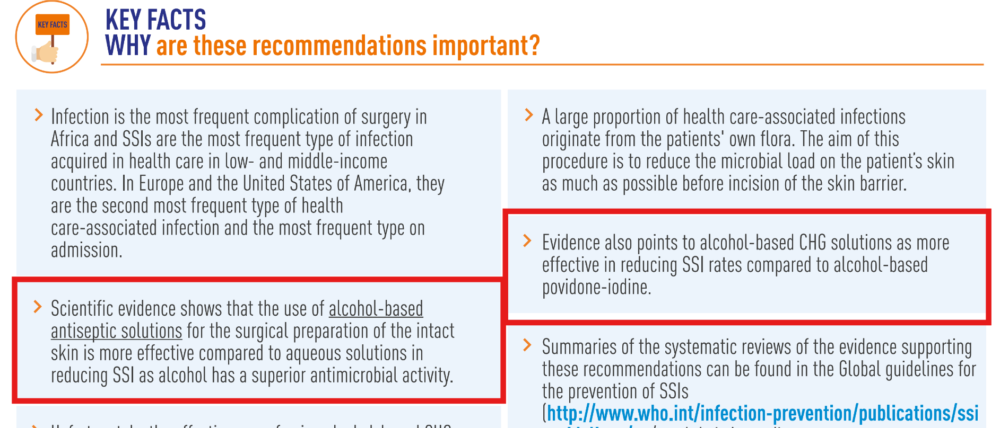 KEY FACTS
KEY FACTS
WHY are these recommendations important?
Infection is the most frequent complication of surgery in
Africa and SSIs are the most frequent type of infection
acquired in health care in low- and middle-income
countries. In Europe and the United States of America, they
are the second most frequent type of health
care-associated infection and the most frequent type on
admission.
Scientific evidence shows that the use of alcohol-based
antiseptic solutions for the surgical preparation of the intact
skin is more effective compared to aqueous solutions in
reducing SSI as alcohol has a superior antimicrobial activity.
A large proportion of health care-associated infections
originate from the patients' own flora. The aim of this
procedure is to reduce the microbial load on the patient’s skin
as much as possible before incision of the skin barrier.
Evidence also points to alcohol-based CHG solutions as more
effective in reducing SSI rates compared to alcohol-based
povidone-iodine.
Summaries of the systematic reviews of the evidence supporting
these recommendations can be found in the Global guidelines for
the prevention of SSIs
(http://www.who.int/infection-prevention/publications/ssi